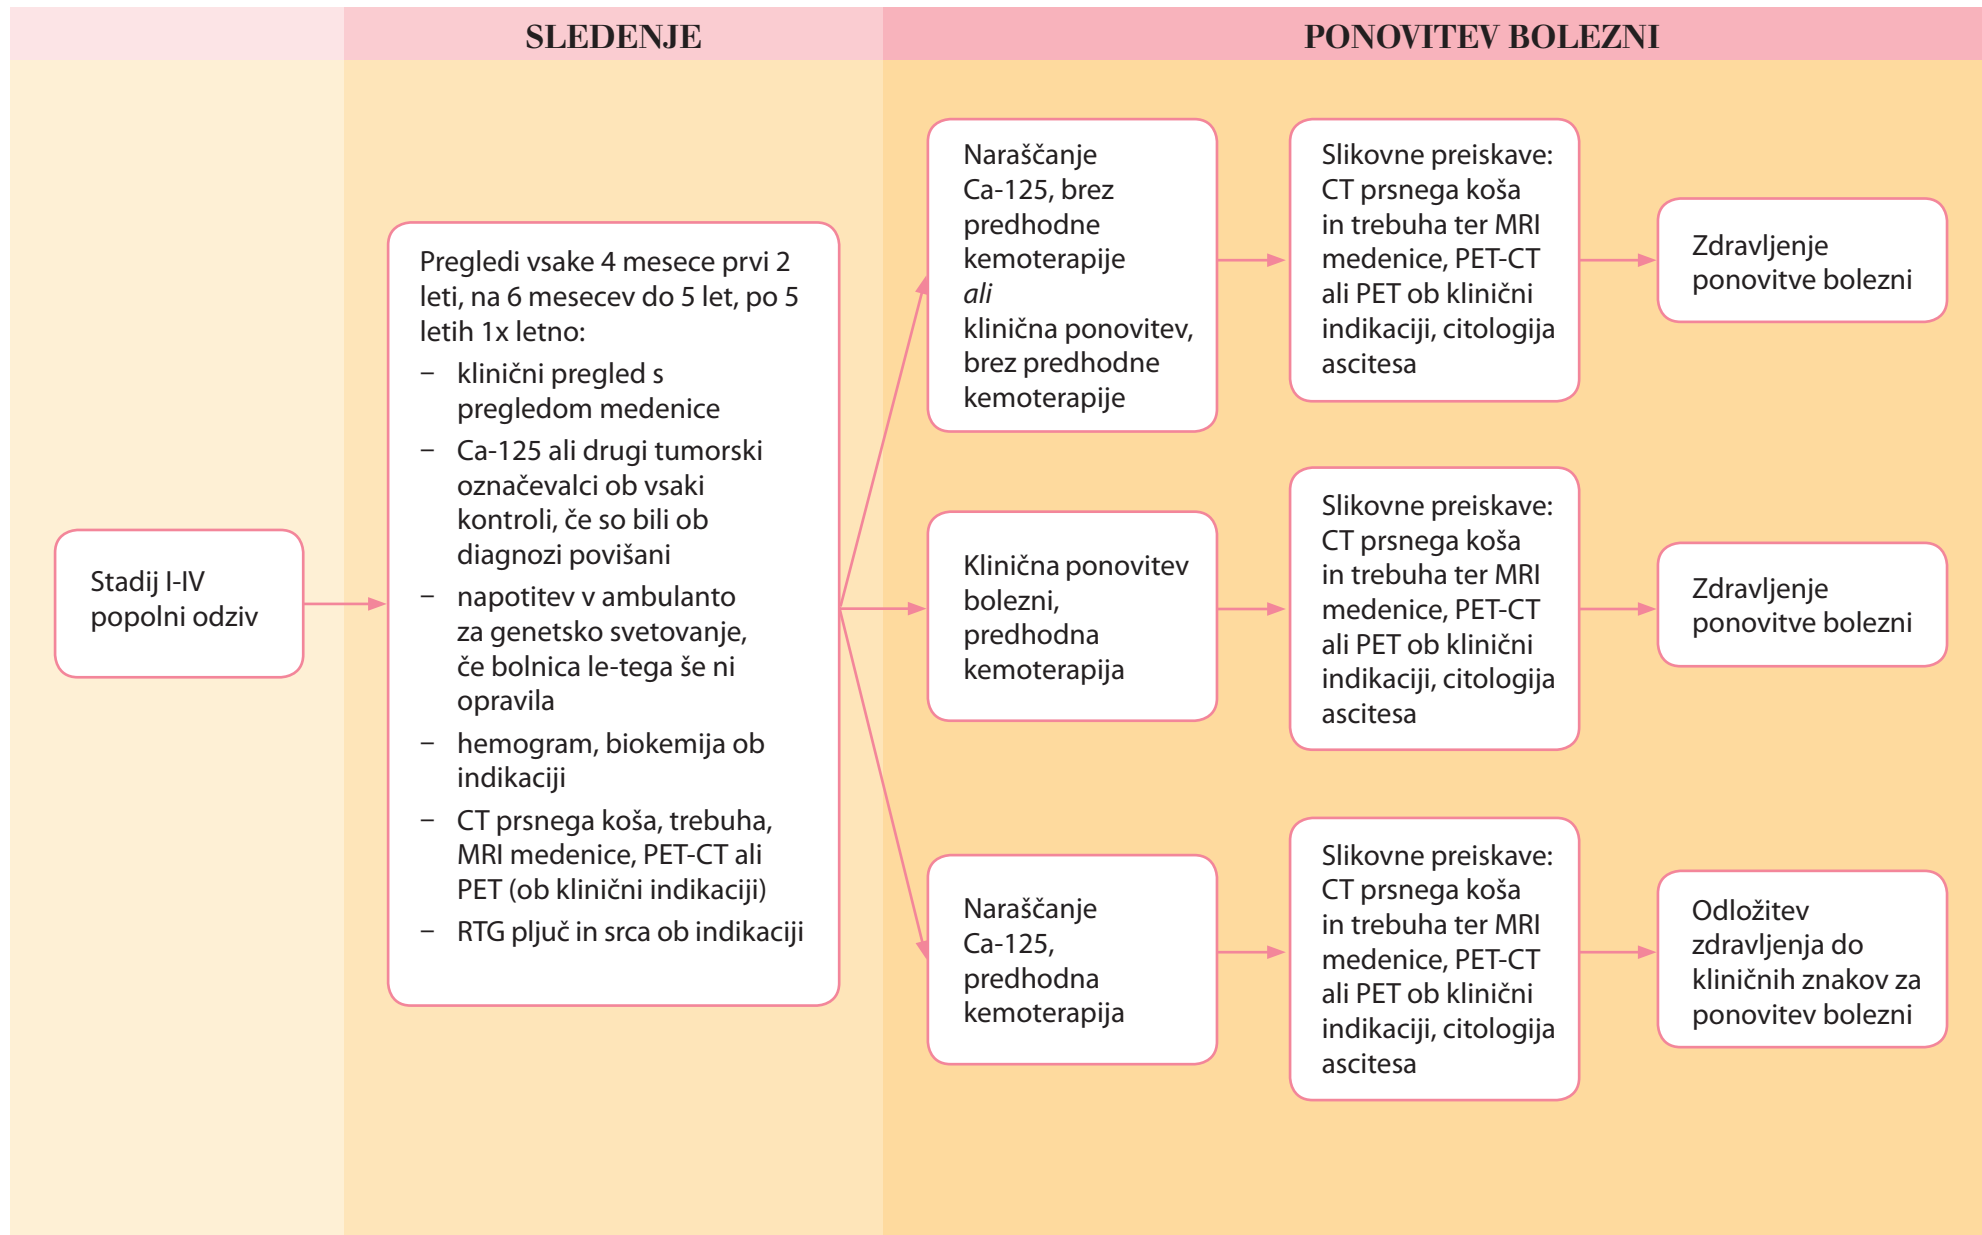 SLEDENJE
PONOVITEV BOLEZNI
Stadij I-IV
popolni odziv
Pregledi vsake 4 mesece prvi 2
leti, na 6 mesecev do 5 let, po 5
letih 1x letno:
– klinični pregled s
pregledom medenice
– Ca-125 ali drugi tumorski
označevalci ob vsaki
kontroli, če so bili ob
diagnozi povišani
– napotitev v ambulanto
za genetsko svetovanje,
če bolnica le-tega še ni
opravila
– hemogram, biokemija ob
indikaciji
– CT prsnega koša, trebuha,
MRI medenice, PET-CT ali
PET (ob klinični indikaciji)
– RTG pljuč in srca ob indikaciji
Naraščanje
Ca-125, brez
predhodne
kemoterapije
ali
klinična ponovitev,
brez predhodne
kemoterapije
Slikovne preiskave:
CT prsnega koša
in trebuha ter MRI
medenice, PET-CT
ali PET ob klinični
indikaciji, citologija
ascitesa
Zdravljenje
ponovitve bolezni
Klinična ponovitev
bolezni,
predhodna
kemoterapija
Slikovne preiskave:
CT prsnega koša
in trebuha ter MRI
medenice, PET-CT
ali PET ob klinični
indikaciji, citologija
ascitesa
Zdravljenje
ponovitve bolezni
Naraščanje
Ca-125,
predhodna
kemoterapija
Slikovne preiskave:
CT prsnega koša
in trebuha ter MRI
medenice, PET-CT
ali PET ob klinični
indikaciji, citologija
ascitesa
Odložitev
zdravljenja do
kliničnih znakov za
ponovitev bolezni